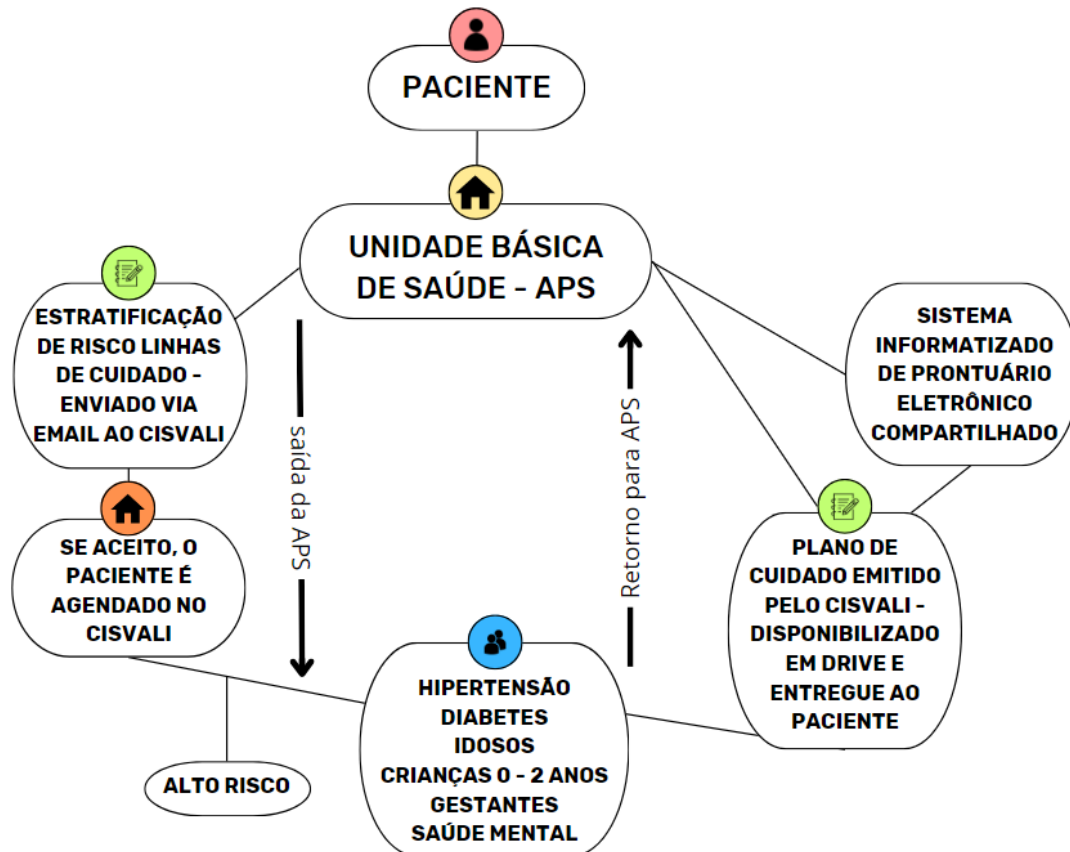 PACIENTE
UNIDADE BÁSICA
DE SAÚDE - APS
ESTRATIFICAÇÃO
DE RISCO LINHAS
DE CUIDADO -
ENVIADO VIA
EMAIL AO CISVALI
SE ACEITO, O
PACIENTE É
AGENDADO NO
CISVALI
ALTO RISCO
saída da APS
HIPERTENSÃO
DIABETES
IDOSOS
CRIANÇAS 0 - 2 ANOS
GESTANTES
SAÚDE MENTAL
Retorno para APS
PLANO DE
CUIDADO EMITIDO
PELO CISVALI -
DISPONIBILIZADO
EM DRIVE E
ENTREGUE AO
PACIENTE
SISTEMA
INFORMATIZADO
DE PRONTUÁRIO
ELETRÔNICO
COMPARTILHADO